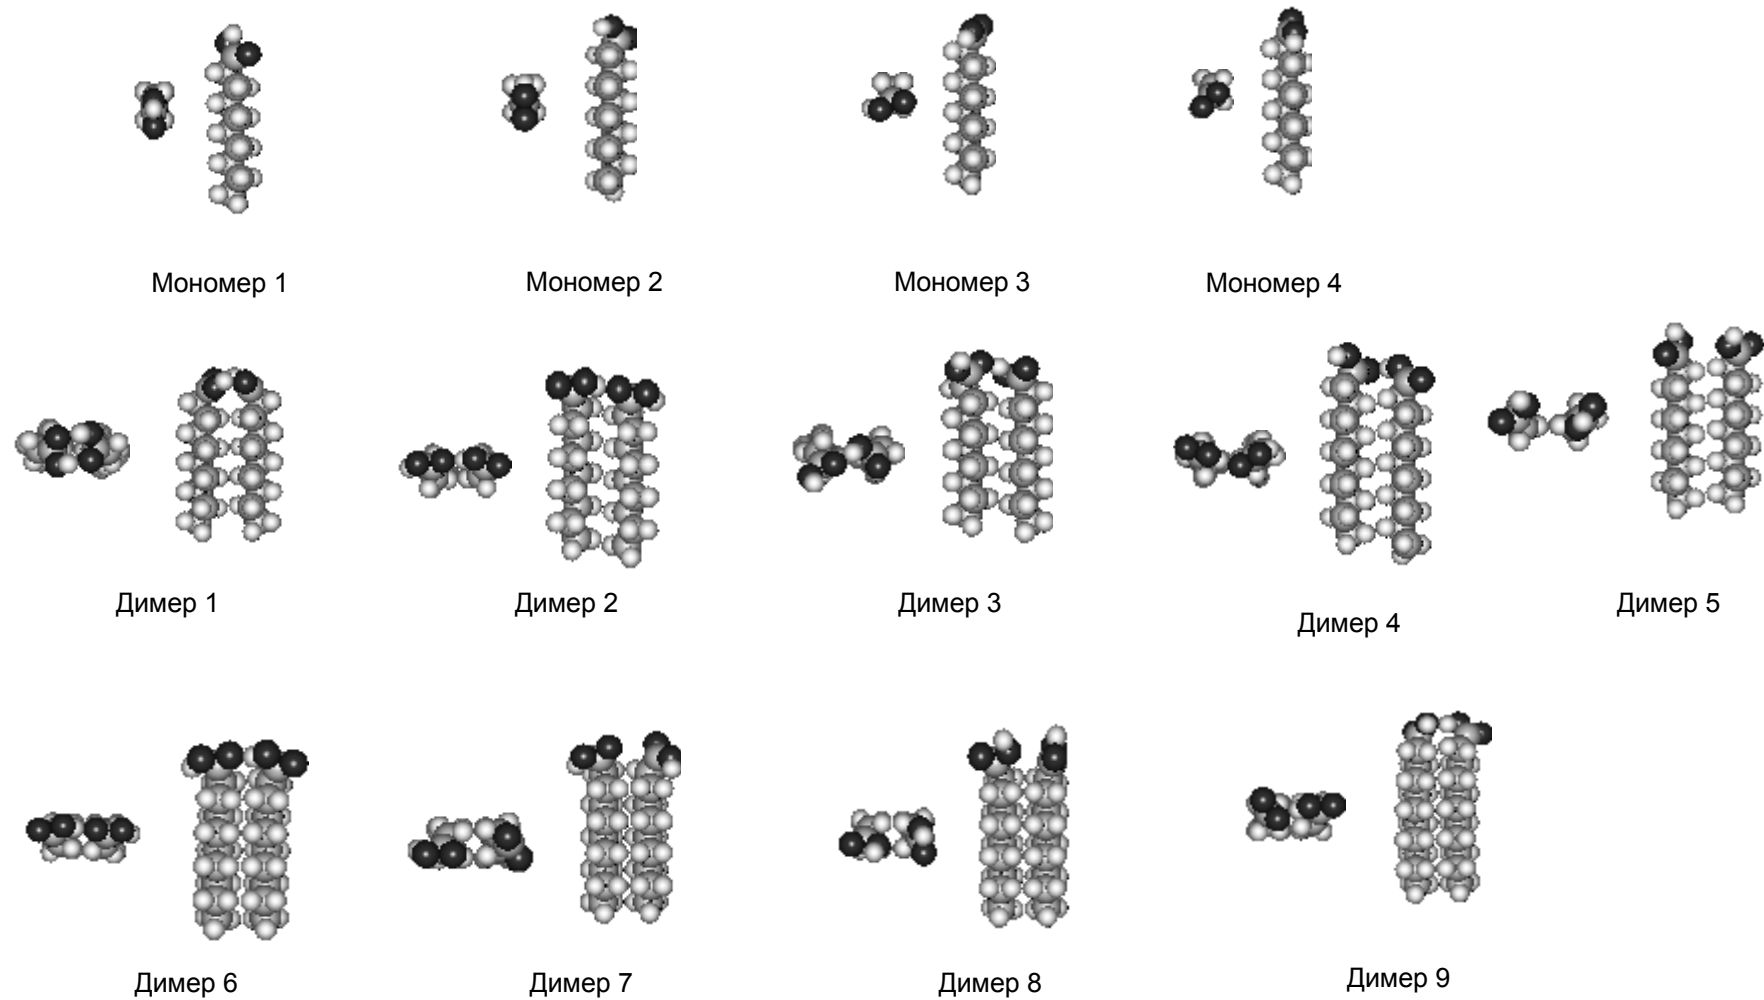 Мономер 1
Мономер 2
Мономер 3
Мономер 4
Димер 1
Димер 2
Димер 3
Димер 4
Димер 5
Димер 6
Димер 7
Димер 8
Димер 9